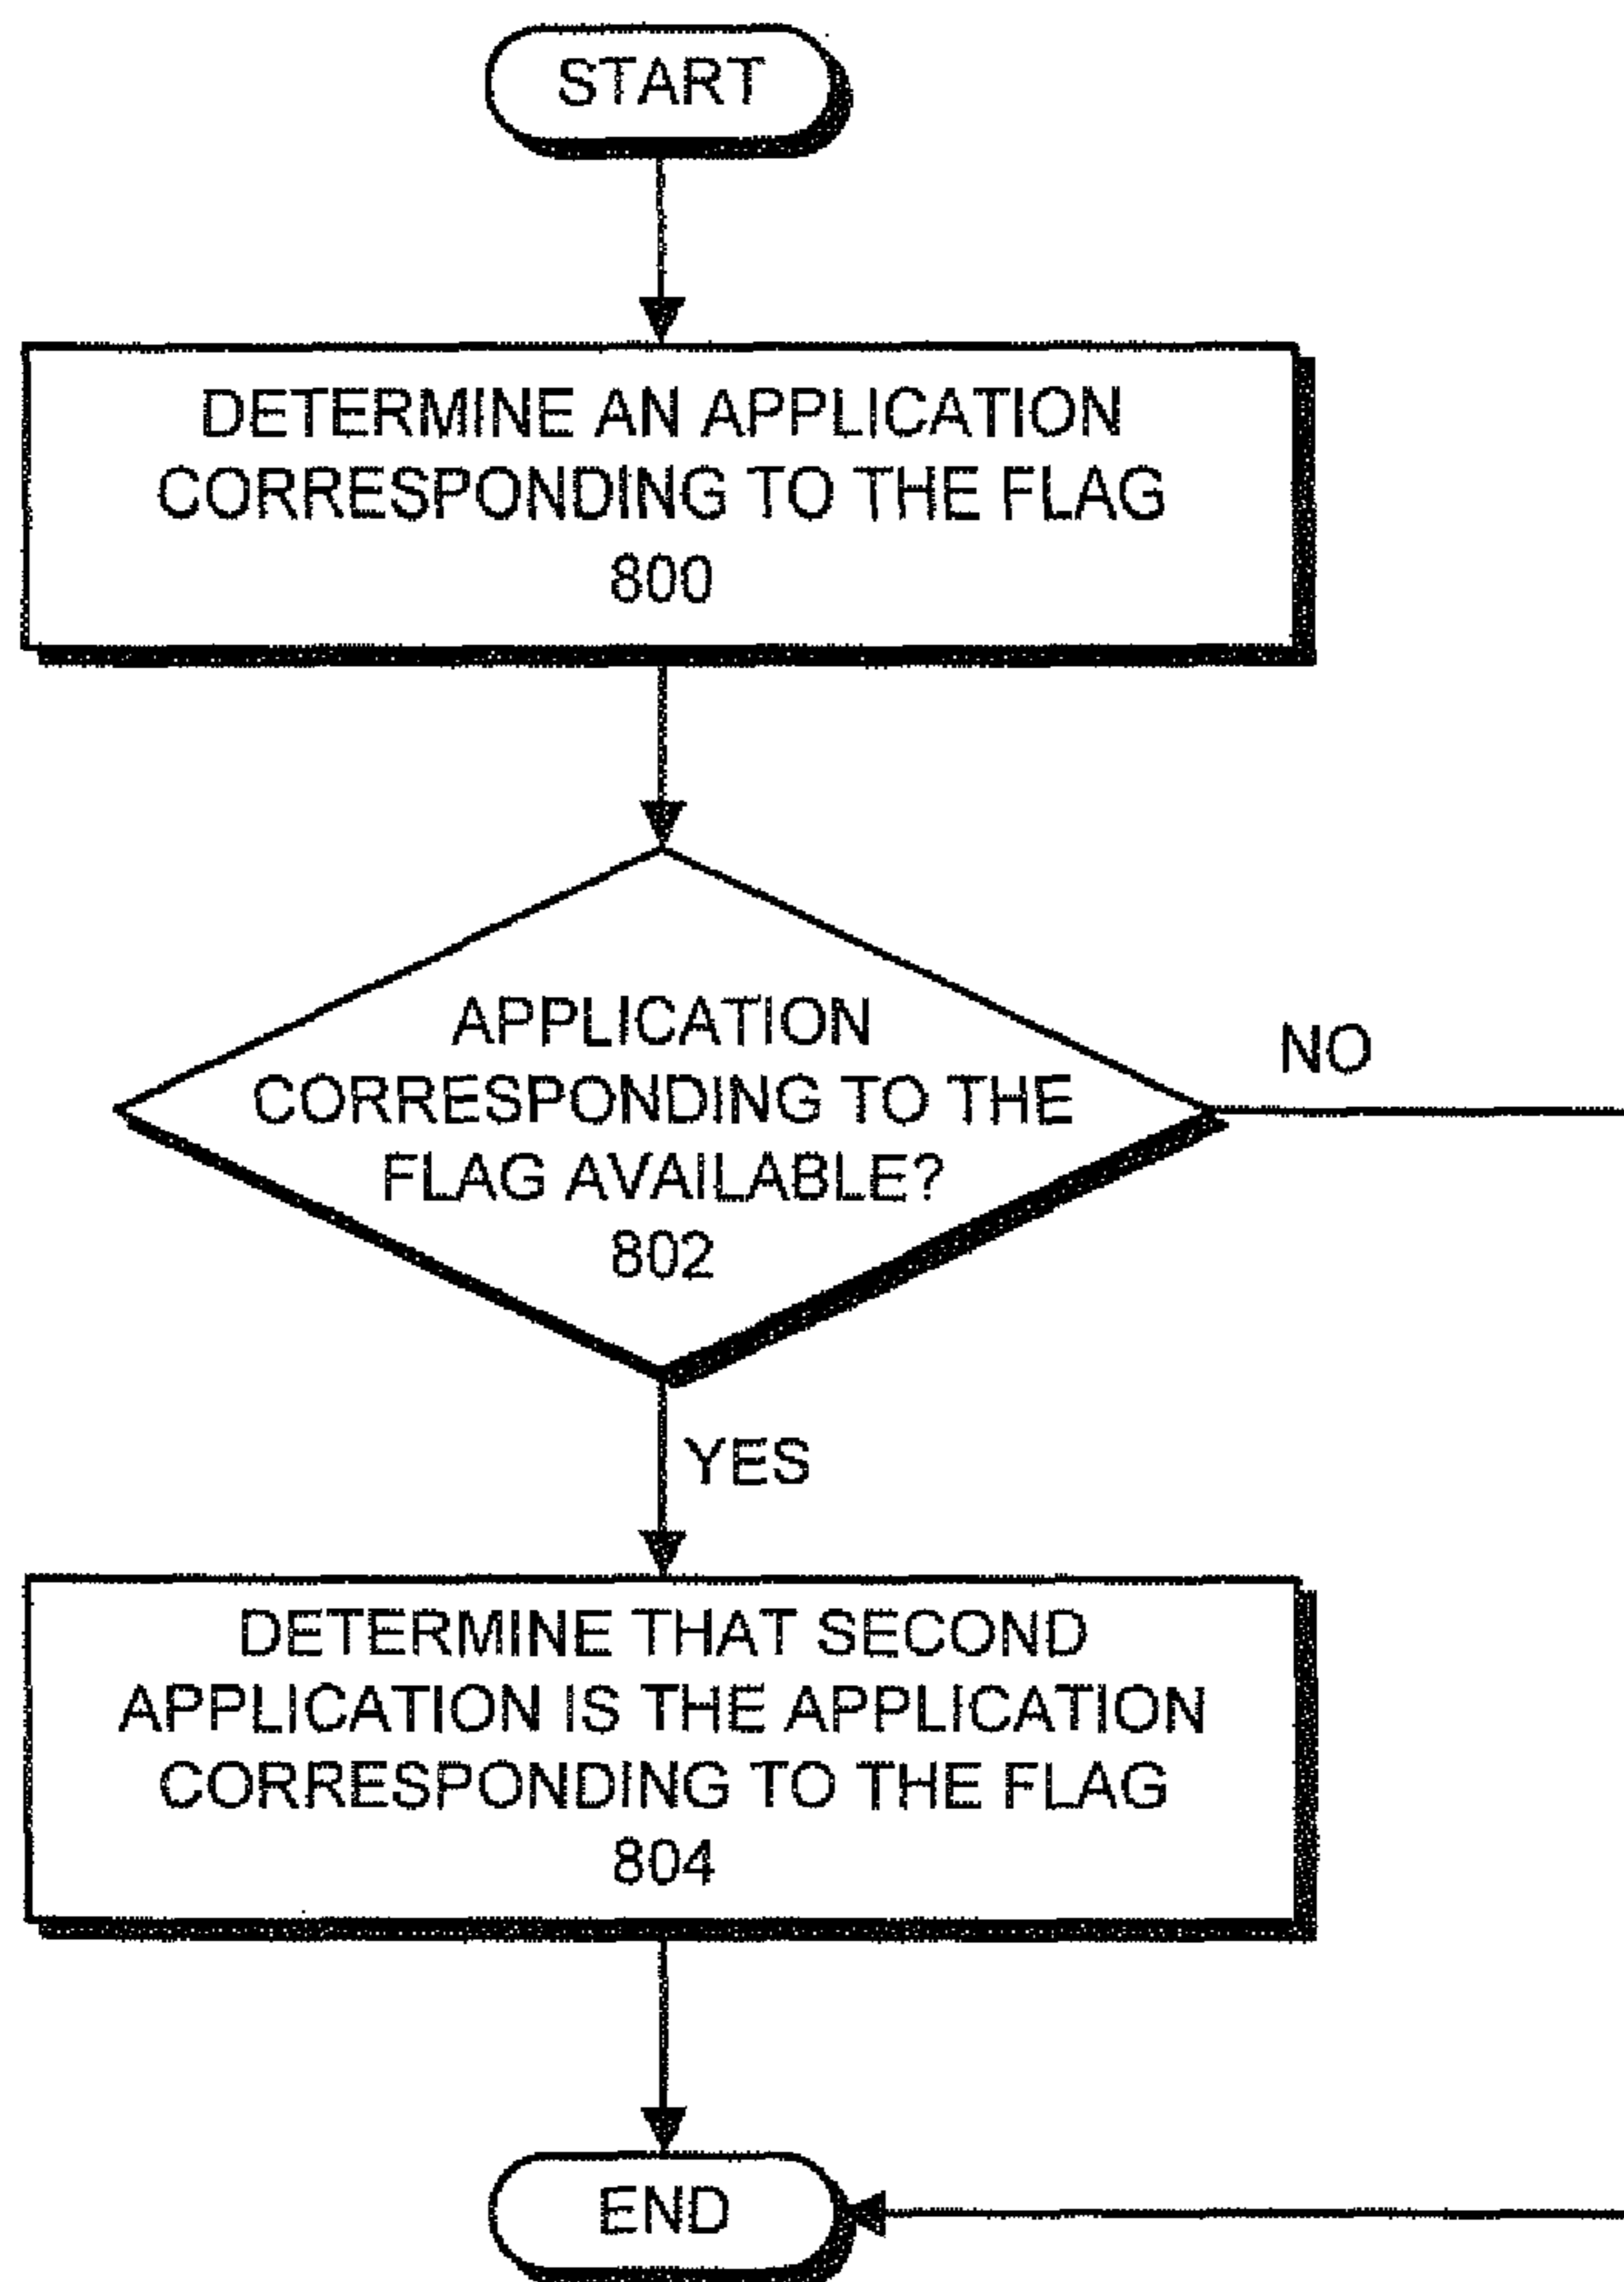 START
DETERMINE AN APPLICATION
CORRESPONDING TO THE FLAG
800
APPLICATION
CORRESPONDING TO THE
FLAG AVAILABLE?
802
NO
YES
DETERMINE THAT SECOND
APPLICATION IS THE APPLICATION
CORRESPONDING TO THE FLAG
804
END